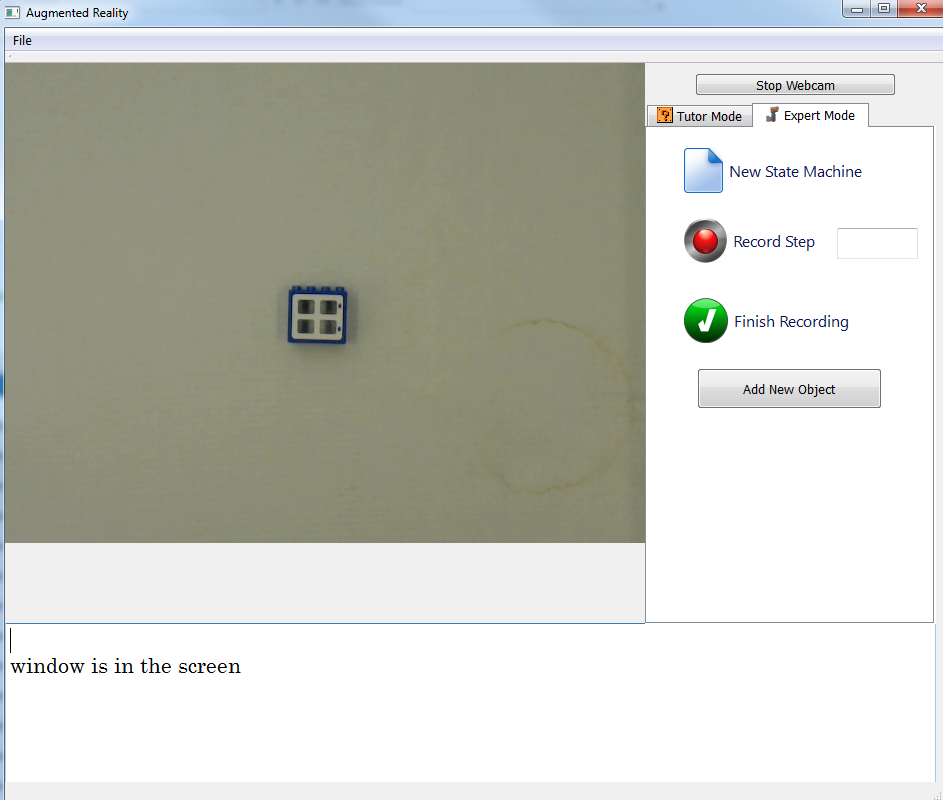 Augmented Reality
File
Stop Webcam
Tutor Mode
Expert Mode
New State Machine
Record Step
Finish Recording
Add New Object
window is in the screen